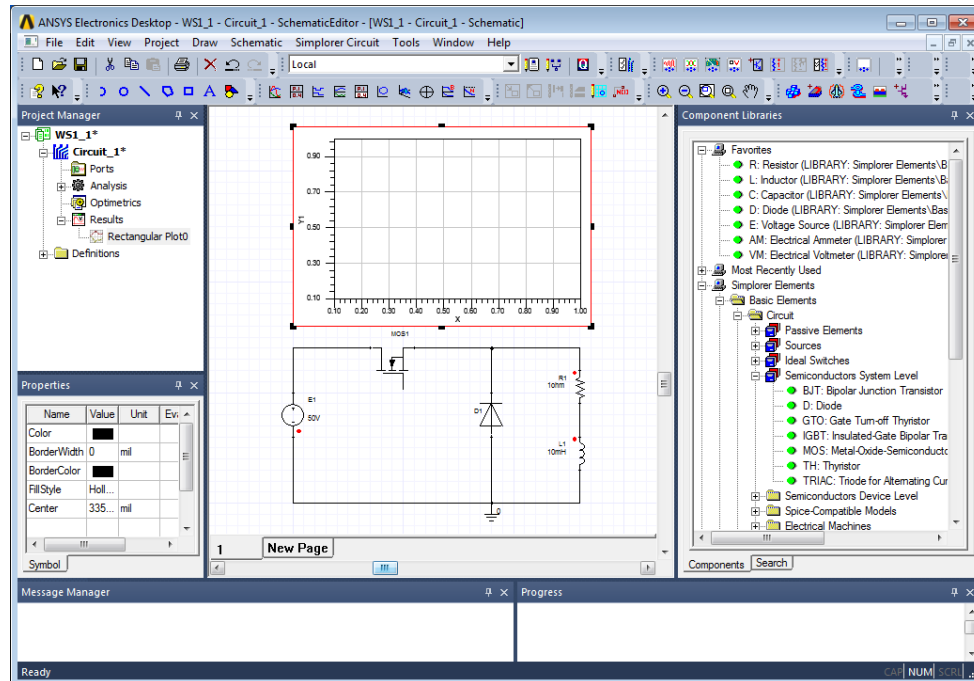 ANSYS Electronics Desktop - WS1_1 - Circuit_1 - SchematicEditor - [WS1_1 - Circuit_1 - Schematic]
File Edit View Project Draw Schematic Simplorer Circuit Tools Window Help
Local
Project Manager
WS1_1*
Circuit_1*
Ports
Analysis
Optimetrics
Results
Rectangular Plot0
Definitions
Properties
Name Value Unit Ev
Color
BorderWidth 0 mil
BorderColor
FillStyle Holl...
Center 335... mil
Symbol
0.90
0.70
0.50
0.30
0.10
Y1
0.10 0.20 0.30 0.40 0.50 0.60 0.70 0.80 0.90 1.00
X
MOS1
E1
50V
D1
R1
1ohm
L1
10mH
0
1 New Page
Component Libraries
Favorites
R: Resistor (LIBRARY: Simplorer Elements\B
L: Inductor (LIBRARY: Simplorer Elements\Ba
C: Capacitor (LIBRARY: Simplorer Elements\
D: Diode (LIBRARY: Simplorer Elements\Bas
E: Voltage Source (LIBRARY: Simplorer Elem
AM: Electrical Ammeter (LIBRARY: Simplorer
VM: Electrical Voltmeter (LIBRARY: Simplorer
Most Recently Used
Simplorer Elements
Basic Elements
Circuit
Passive Elements
Sources
Ideal Switches
Semiconductors System Level
BJT: Bipolar Junction Transistor
D: Diode
GTO: Gate Turn-off Thyristor
IGBT: Insulated-Gate Bipolar Tra
MOS: Metal-Oxide-Semiconducto
TH: Thyristor
TRIAC: Triode for Alternating Cur
Semiconductors Device Level
Spice-Compatible Models
Electrical Machines
Components Search
Message Manager
Progress
Ready
CAP NUM SCRL